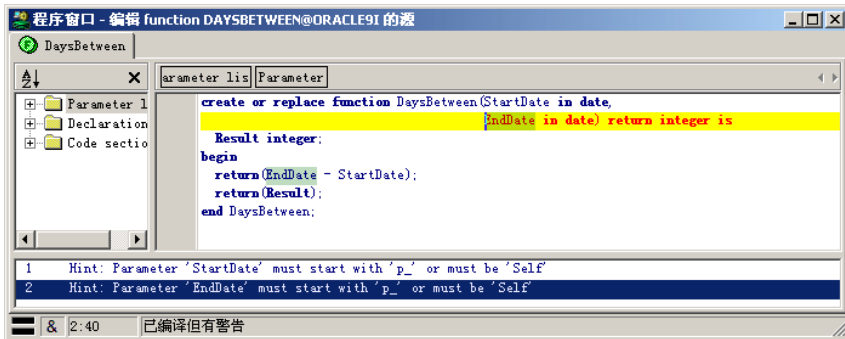 程序窗口 - 编辑 function DAYSBETWEEN@ORACLE9I 的源
DaysBetween
arameter lis Parameter
Parameter l
Declaration
Code sectio
create or replace function DaysBetween(StartDate in date,
EndDate in date) return integer is
Result integer;
begin
return(EndDate - StartDate);
return(Result);
end DaysBetween;
1 Hint: Parameter 'StartDate' must start with 'p_' or must be 'Self'
2 Hint: Parameter 'EndDate' must start with 'p_' or must be 'Self'
& 2:40 已编译但有警告